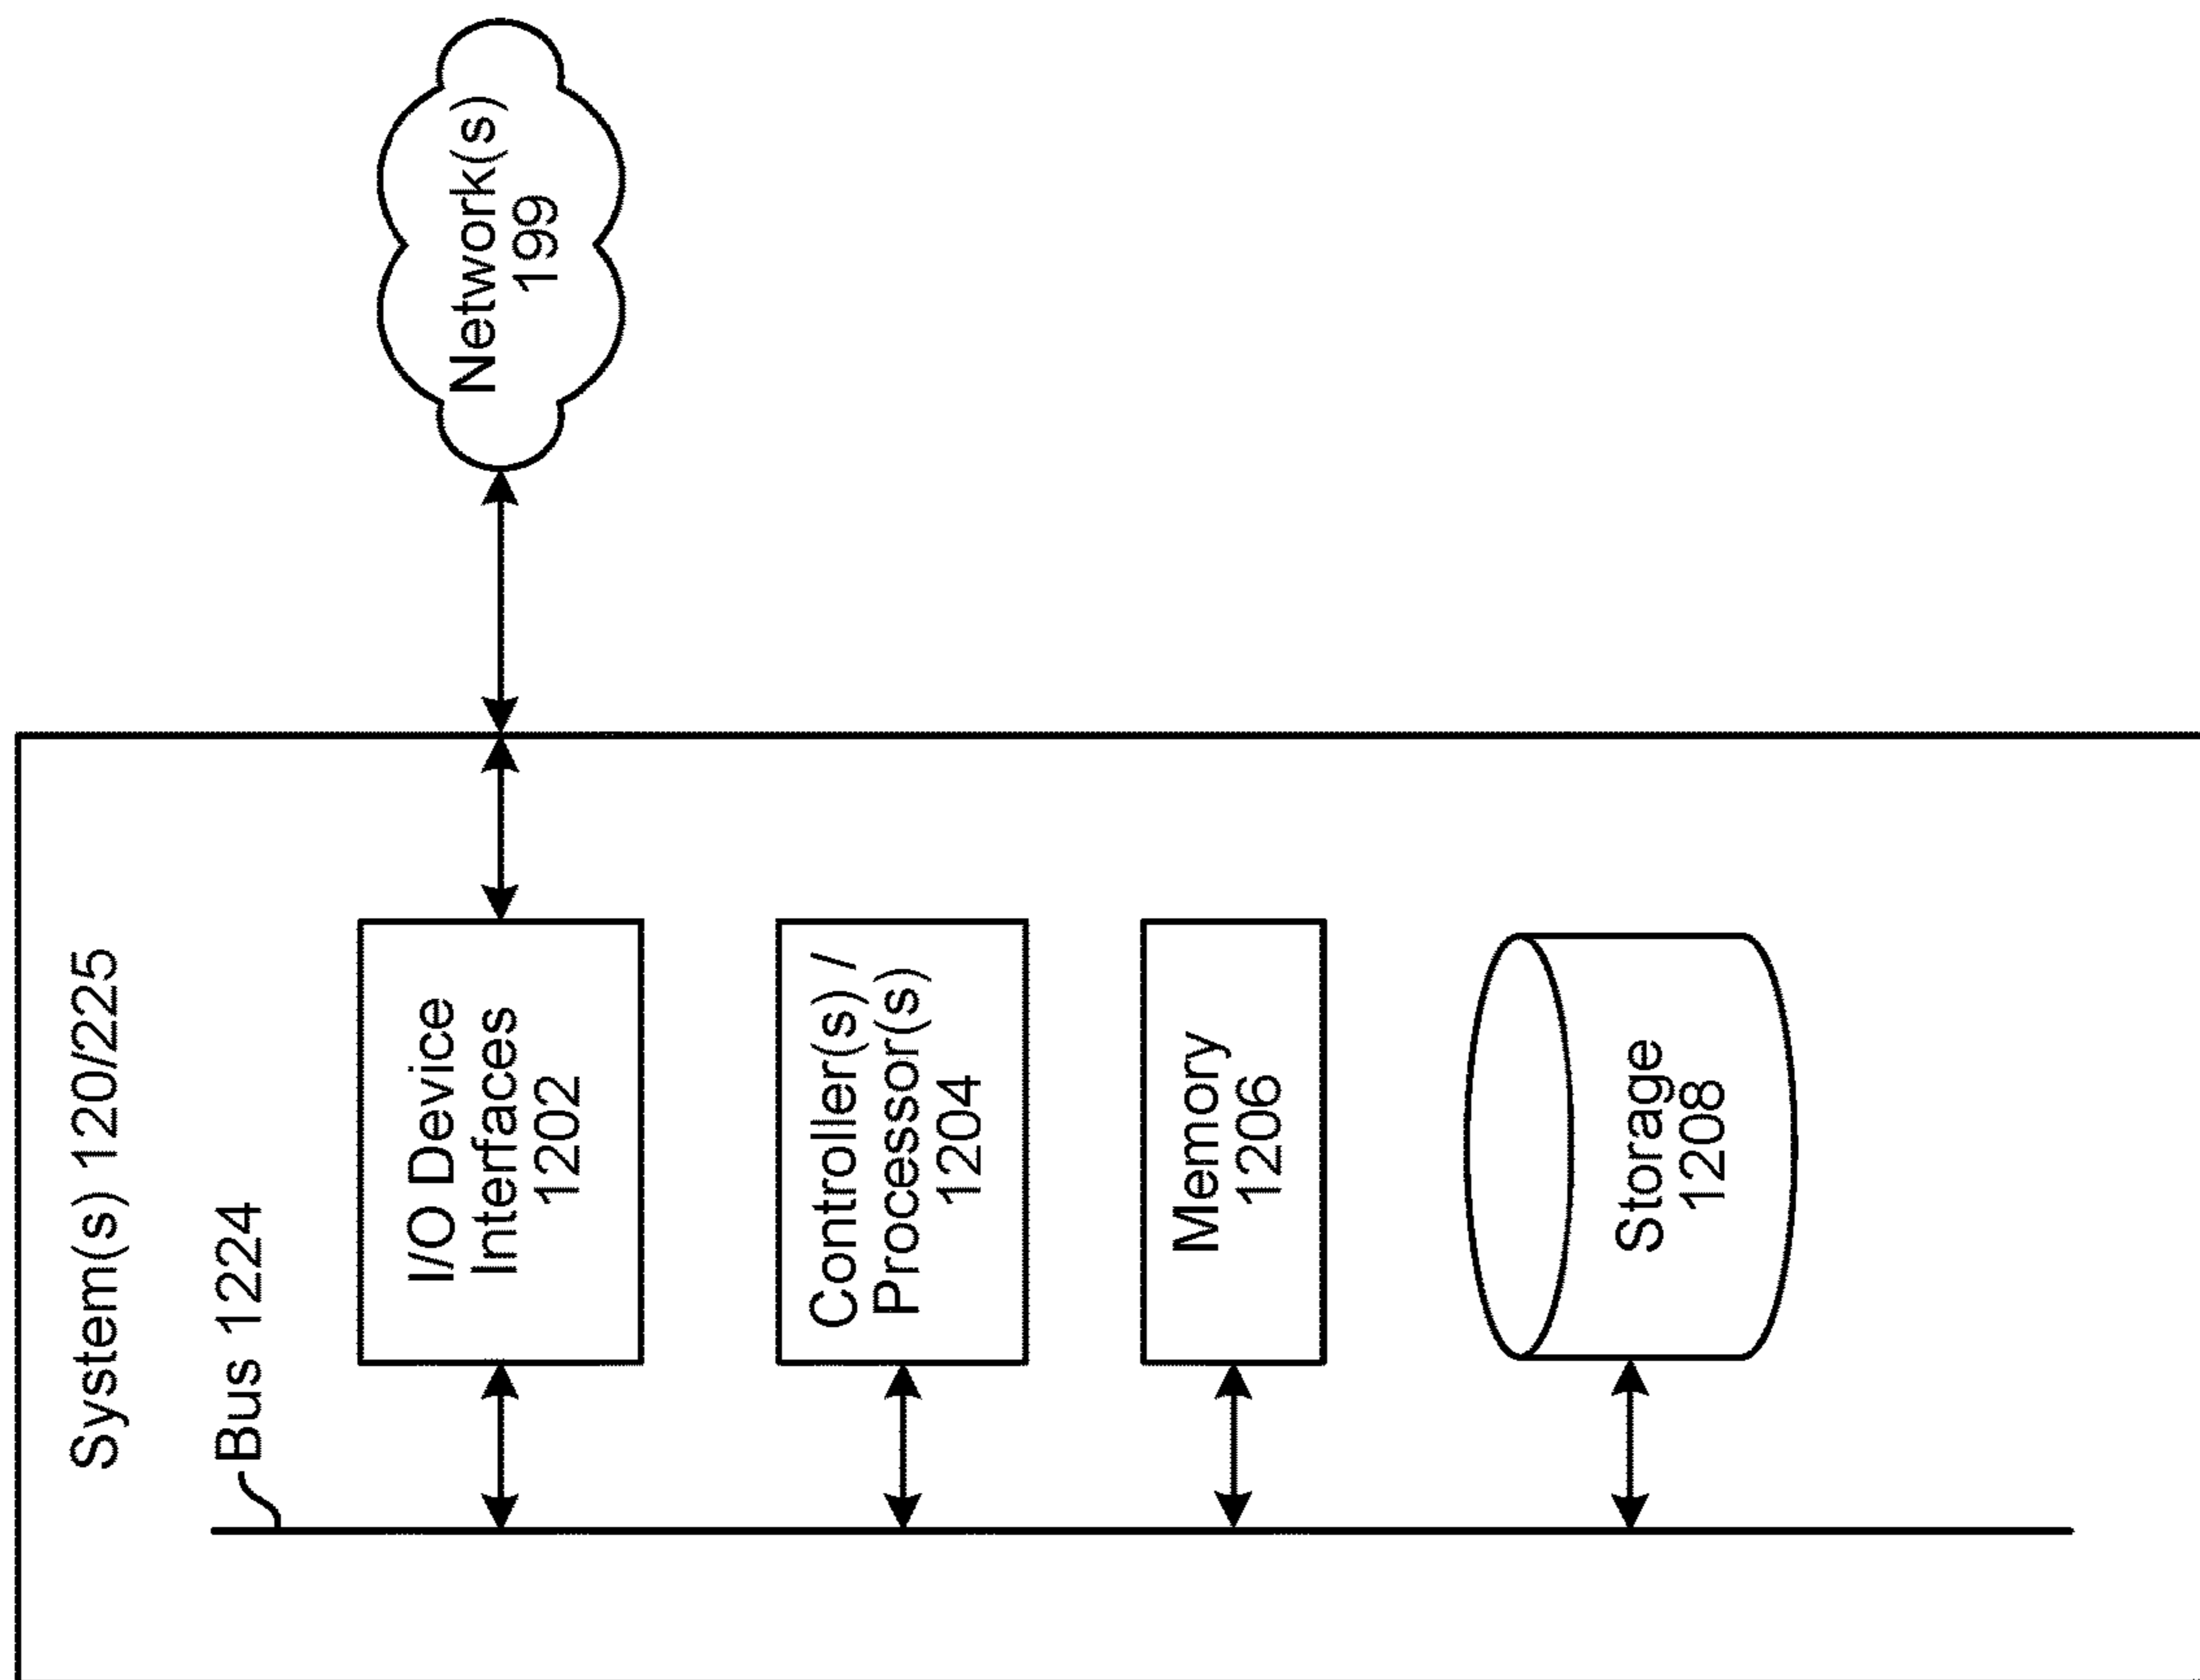 System(s) 120/225
Bus 1224
I/O Device
Interfaces
1202
Network(s)
199
Controller(s) /
Processor(s)
1204
Memory
1206
Storage
1208